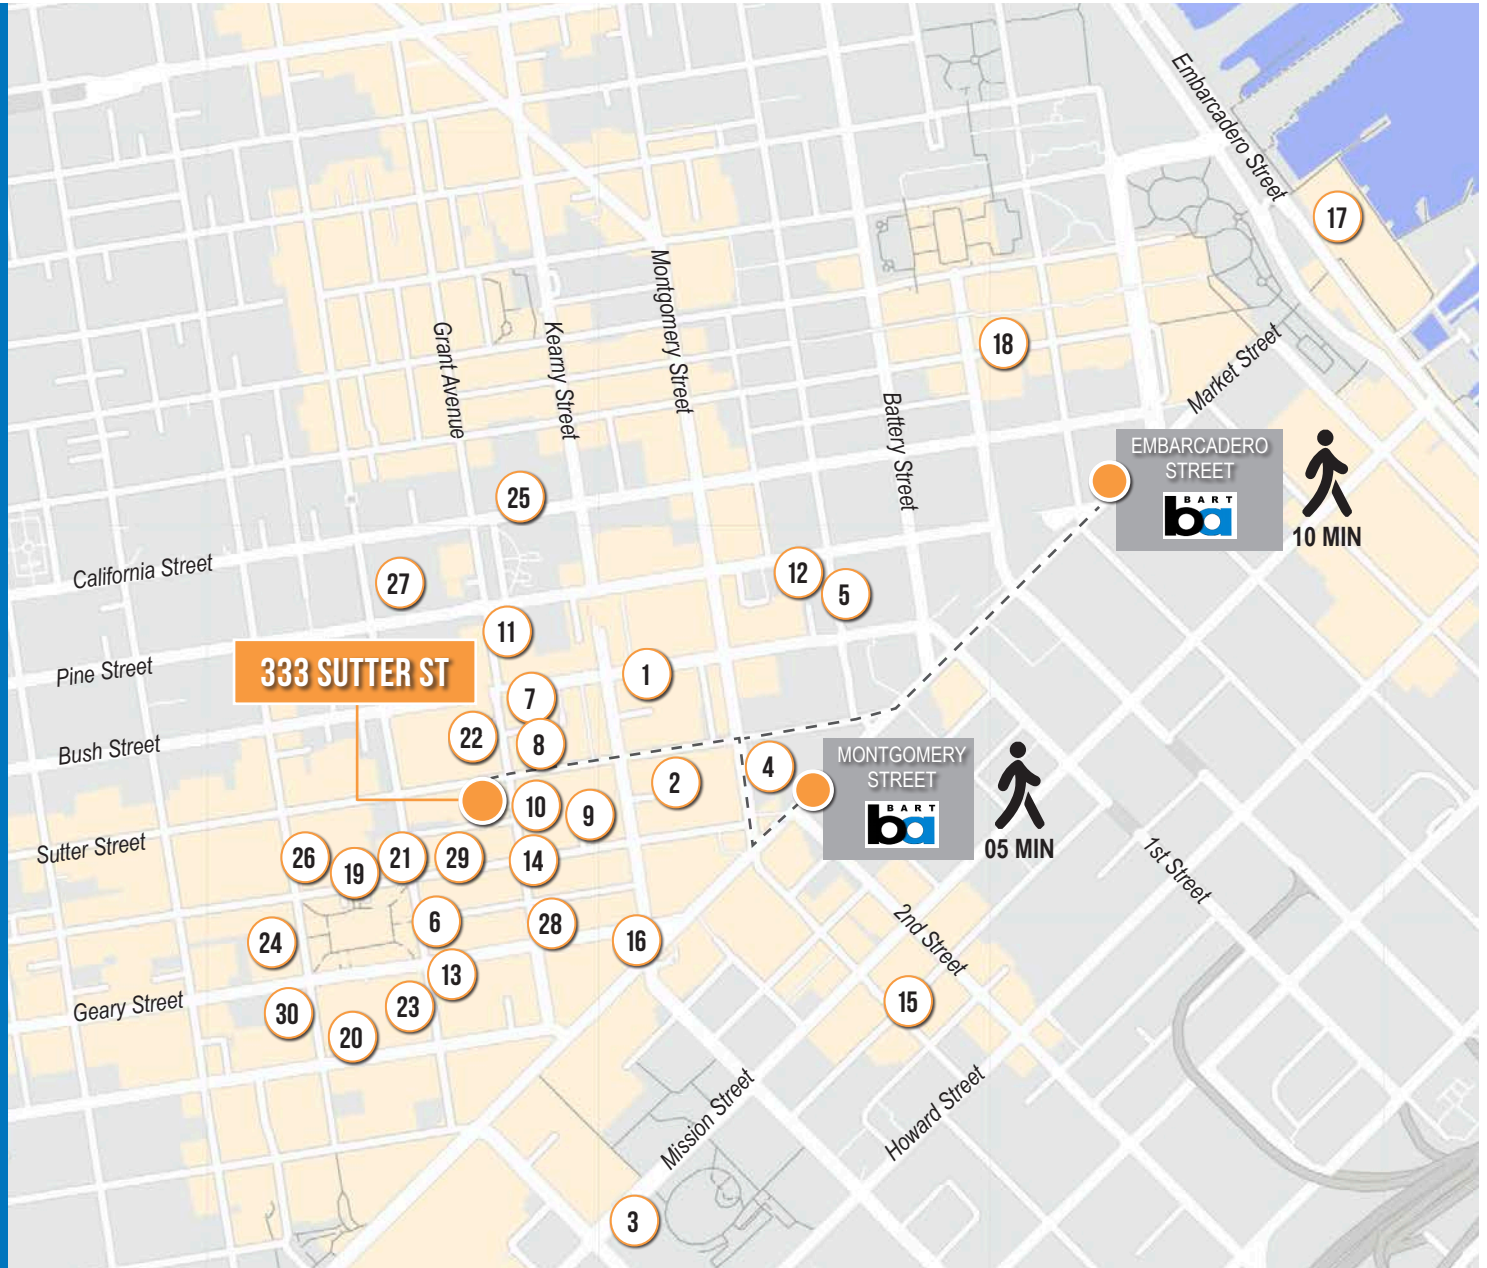 Embarcadero Street
17
Montgomery Street
Grant Avenue
Kearny Street
18
Market Street
Battery Street
EMBARCADERO
STREET
BART
ba
10 MIN
25
California Street
27
12
5
11
Pine Street
333 SUTTER ST
1
7
22
8
Bush Street
MONTGOMERY
STREET
BART
ba
05 MIN
4
2
10
9
Sutter Street
26
19
21
29
14
1st Street
6
28
16
24
2nd Street
13
Geary Street
30
23
20
15
Mission Street
Howard Street
3